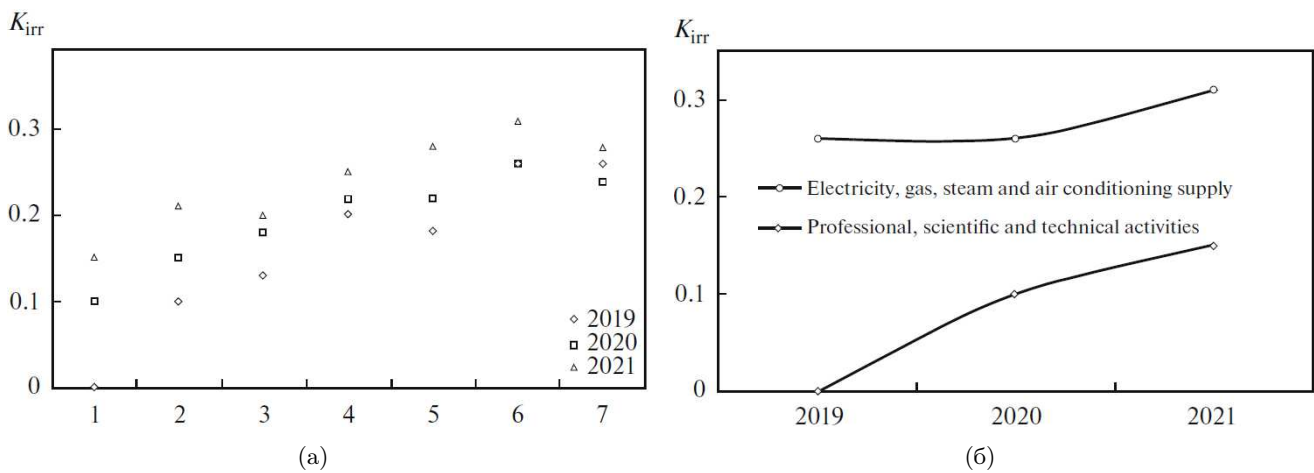 K_irr
0.3
0.2
0.1
0
1 2 3 4 5 6 7
2019
2020
2021
(а)
K_irr
0.3
0.2
0.1
0
Electricity, gas, steam and air conditioning supply
Professional, scientific and technical activities
2019 2020 2021
(б)